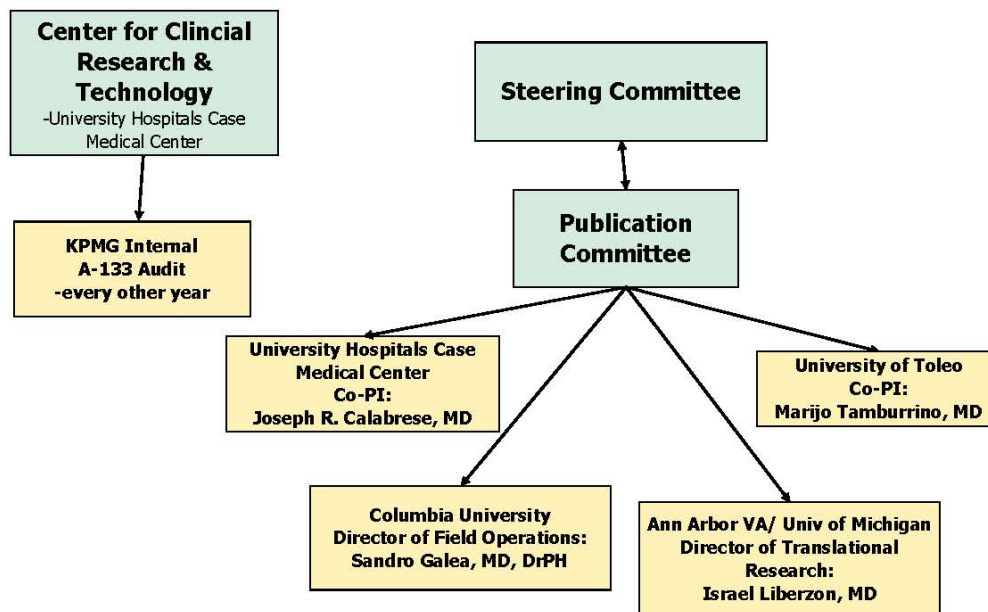 Center for Clincial
Research &
Technology
-University Hospitals Case
Medical Center
Steering Committee
Publication
Committee
KPMG Internal
A-133 Audit
-every other year
University Hospitals Case
Medical Center
Co-PI:
Joseph R. Calabrese, MD
University of Toleo
Co-PI:
Marijo Tamburrino, MD
Columbia University
Director of Field Operations:
Sandro Galea, MD, DrPH
Ann Arbor VA/ Univ of Michigan
Director of Translational
Research:
Israel Liberzon, MD